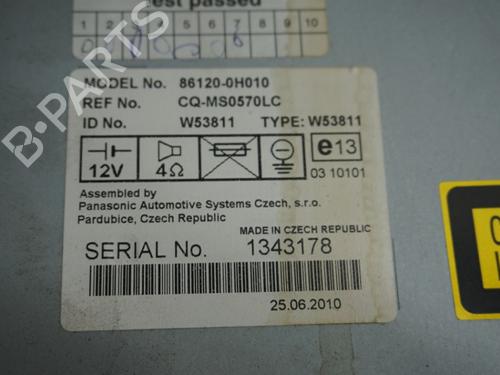 est passed
1 2 3 4 5 6 7 8 9 10
MODEL No. 86120-0H010
REF No. CQ-MS0570LC
ID No. W53811 TYPE: W53811
12V 4Ω e13
03 10101
Assembled by
Panasonic Automotive Systems Czech, s.r.o.
Pardubice, Czech Republic
MADE IN CZECH REPUBLIC
SERIAL No. 1343178
25.06.2010
B-PARTS